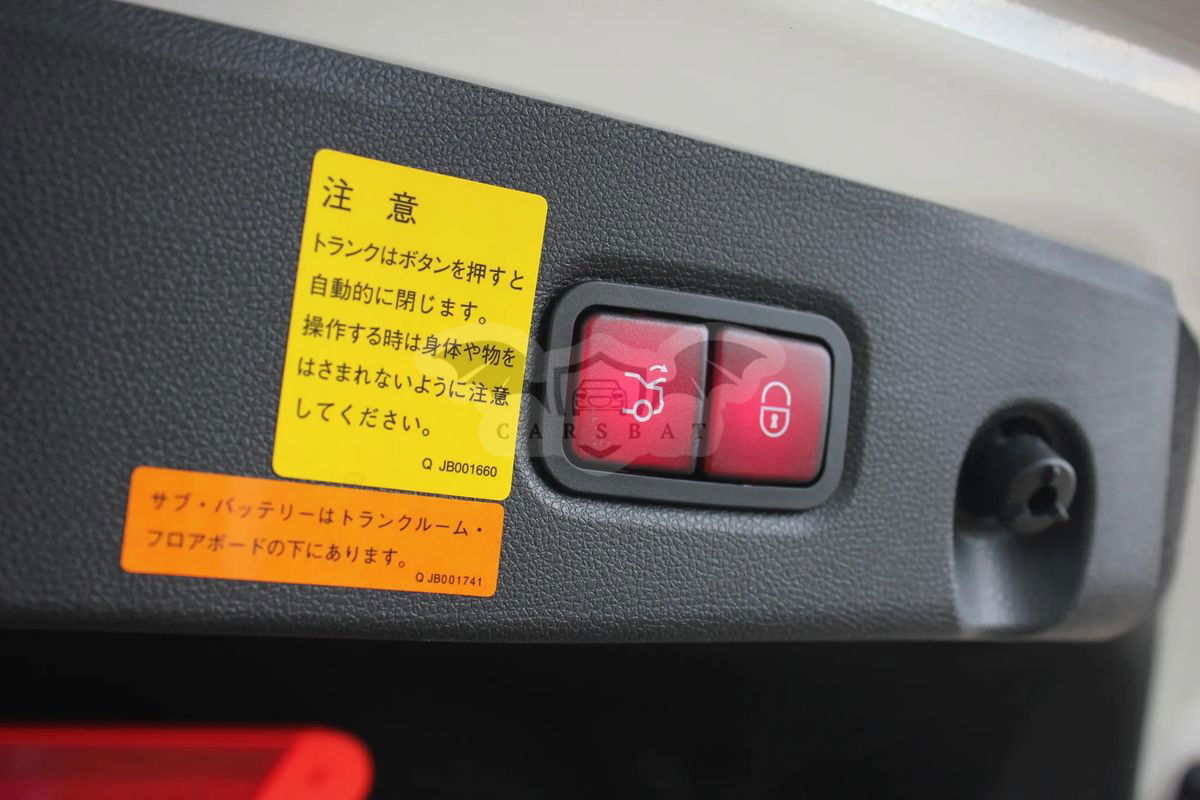 注 意
トランクはボタンを押すと
自動的に閉じます。
操作する時は身体や物を
はさまれないように注意
してください。
Q JB001660
サブ・バッテリーはトランクルーム・
フロアボードの下にあります。
Q JB001741
CARSBAT